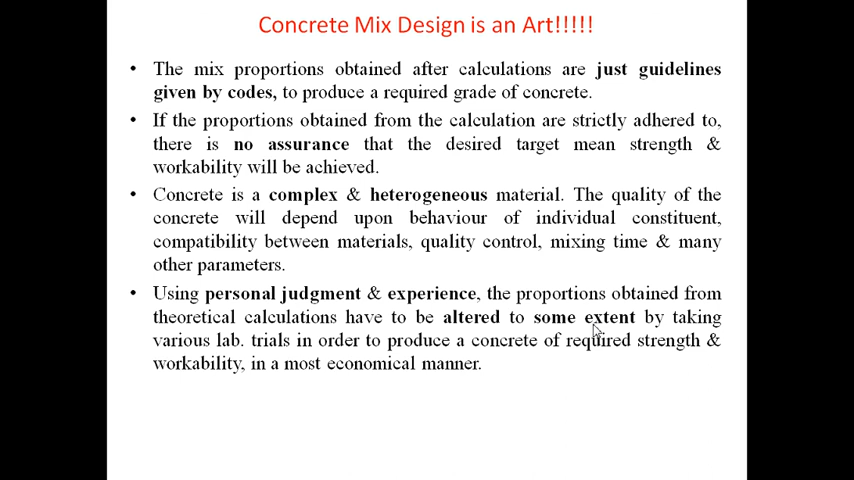 Concrete Mix Design is an Art!!!!!
• The mix proportions obtained after calculations are just guidelines
given by codes, to produce a required grade of concrete.
• If the proportions obtained from the calculation are strictly adhered to,
there is no assurance that the desired target mean strength &
workability will be achieved.
• Concrete is a complex & heterogeneous material. The quality of the
concrete will depend upon behaviour of individual constituent,
compatibility between materials, quality control, mixing time & many
other parameters.
• Using personal judgment & experience, the proportions obtained from
theoretical calculations have to be altered to some extent by taking
various lab. trials in order to produce a concrete of required strength &
workability, in a most economical manner.